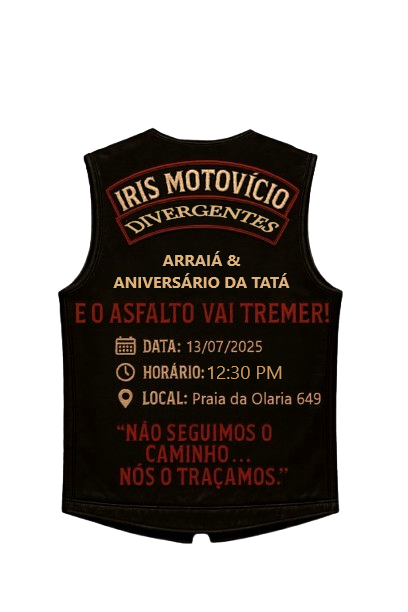 IRIS MOTOVÍCIO
DIVERGENTES
ARRAIÁ &
ANIVERSÁRIO DA TATÁ
E O ASFALTO VAI TREMER!
DATA: 13/07/2025
HORÁRIO: 12:30 PM
LOCAL: Praia da Olaria 649
“NÃO SEGUIMOS O
CAMINHO...
NÓS O TRAÇAMOS.”